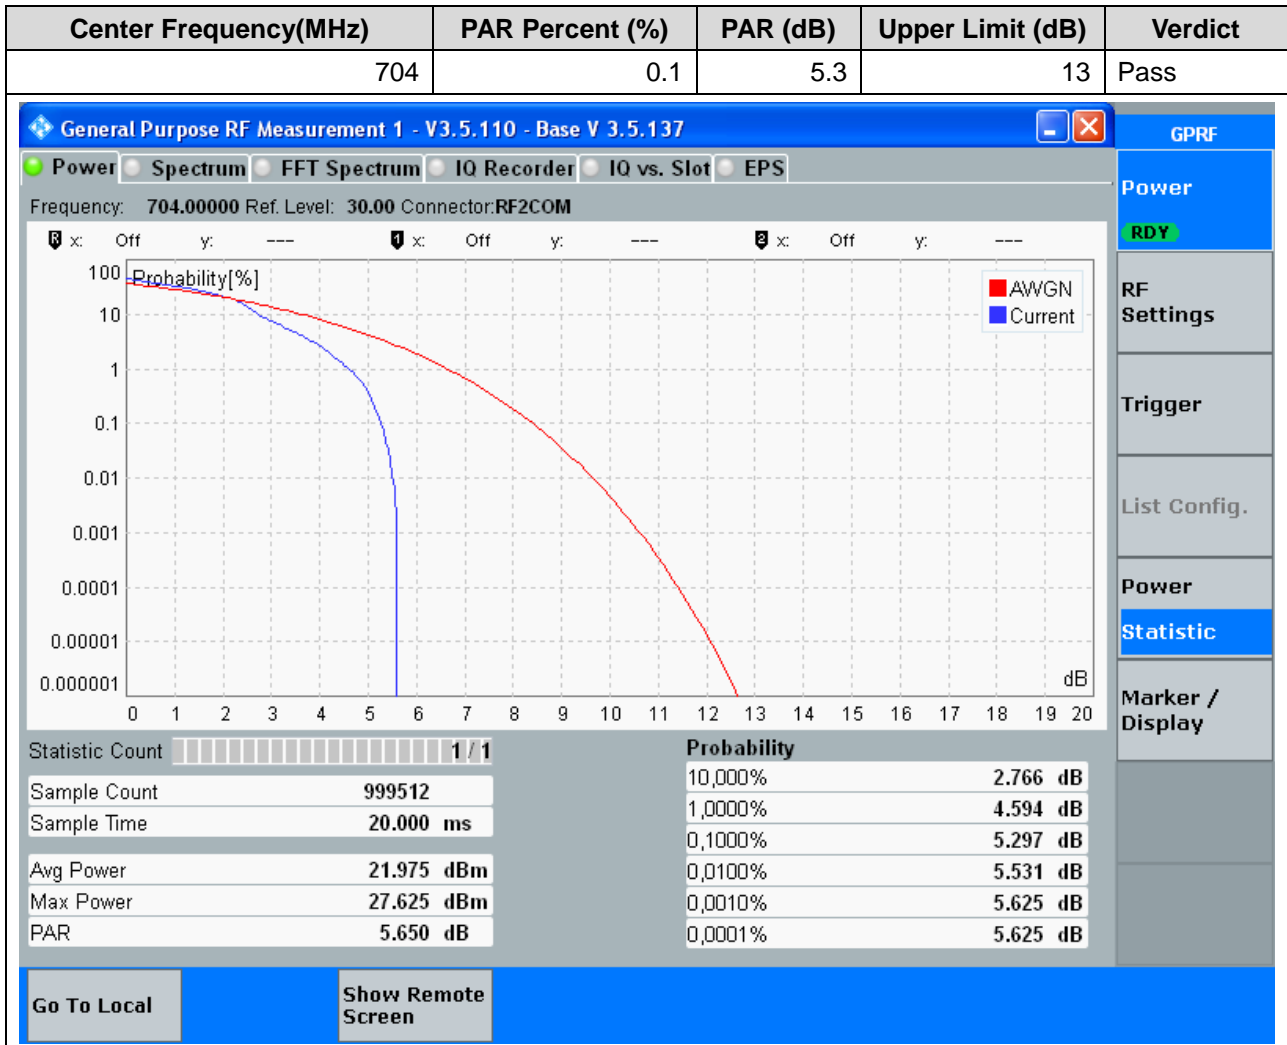 Center Frequency(MHz) PAR Percent (%) PAR (dB) Upper Limit (dB) Verdict
704 0.1 5.3 13 Pass
General Purpose RF Measurement 1 - V3.5.110 - Base V 3.5.137
GPRF
Power Spectrum FFT Spectrum IQ Recorder IQ vs. Slot EPS
Power
RDY
Frequency: 704.00000 Ref. Level: 30.00 Connector:RF2COM
R x: Off y: --- 1 x: Off y: --- 2 x: Off y: ---
RF
Settings
Trigger
List Config.
Power
Statistic
Marker /
Display
Probability[%]
AWGN
Current
100
10
1
0.1
0.01
0.001
0.0001
0.00001
0.000001
dB
0 1 2 3 4 5 6 7 8 9 10 11 12 13 14 15 16 17 18 19 20
Statistic Count 1 / 1
Sample Count 999512
Sample Time 20.000 ms
Avg Power 21.975 dBm
Max Power 27.625 dBm
PAR 5.650 dB
Probability
10,000% 2.766 dB
1,0000% 4.594 dB
0,1000% 5.297 dB
0,0100% 5.531 dB
0,0010% 5.625 dB
0,0001% 5.625 dB
Go To Local
Show Remote
Screen